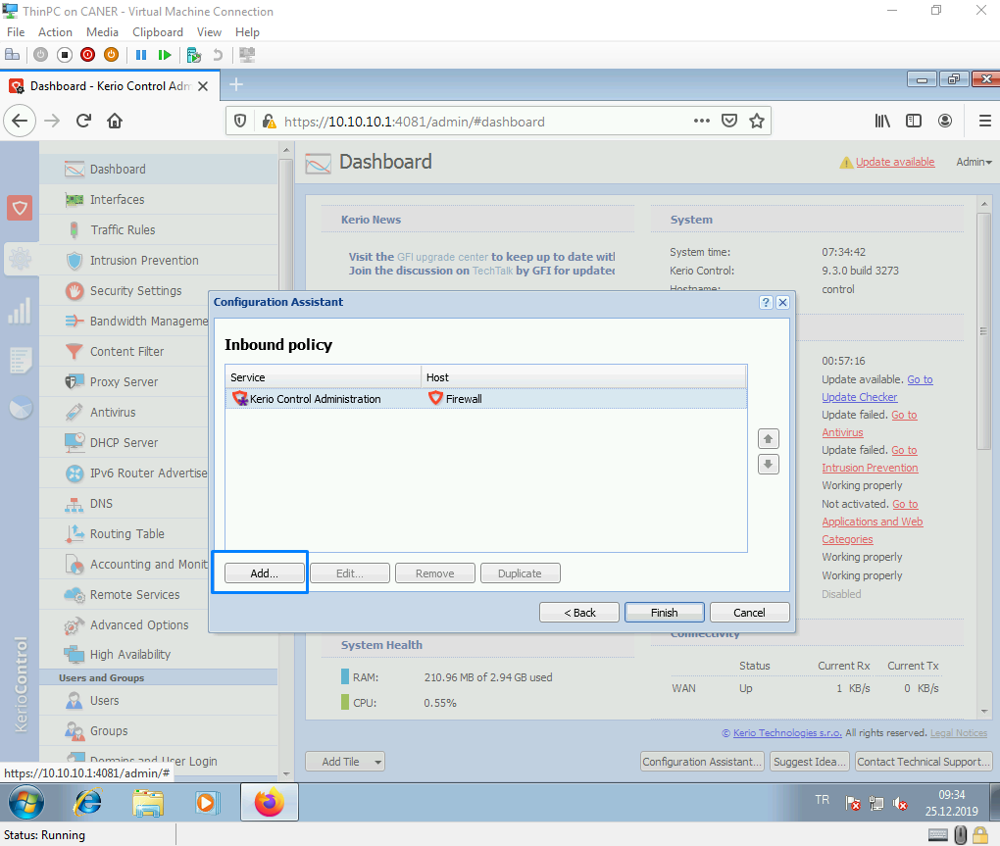 ThinPC on CANER - Virtual Machine Connection
File Action Media Clipboard View Help
Dashboard - Kerio Control Adm
https://10.10.10.1:4081/admin/#dashboard
Dashboard
Interfaces
Traffic Rules
Intrusion Prevention
Security Settings
Bandwidth Manageme
Content Filter
Proxy Server
Antivirus
DHCP Server
IPv6 Router Advertise
DNS
Routing Table
Accounting and Monit
Remote Services
Advanced Options
High Availability
Users and Groups
Users
Groups
Domains and User Login
KerioControl
https://10.10.10.1:4081/admin/#
Dashboard
Update available
Admin
Kerio News
Visit the GFI upgrade center to keep up to date with
Join the discussion on TechTalk by GFI for updated
System
System time: 07:34:42
Kerio Control: 9.3.0 build 3273
Hostname: control
00:57:16
Update available. Go to
Update Checker
Update failed. Go to
Antivirus
Update failed. Go to
Intrusion Prevention
Working properly
Not activated. Go to
Applications and Web
Categories
Working properly
Working properly
Disabled
Configuration Assistant
?
Inbound policy
Service Host
Kerio Control Administration Firewall
Add... Edit... Remove Duplicate
< Back Finish Cancel
System Health
RAM: 210.96 MB of 2.94 GB used
CPU: 0.55%
Connectivity
Status Current Rx Current Tx
WAN Up 1 KB/s 0 KB/s
© Kerio Technologies s.r.o. All rights reserved. Legal Notices
Add Tile Configuration Assistant... Suggest Idea... Contact Technical Support...
TR
09:34
25.12.2019
Status: Running